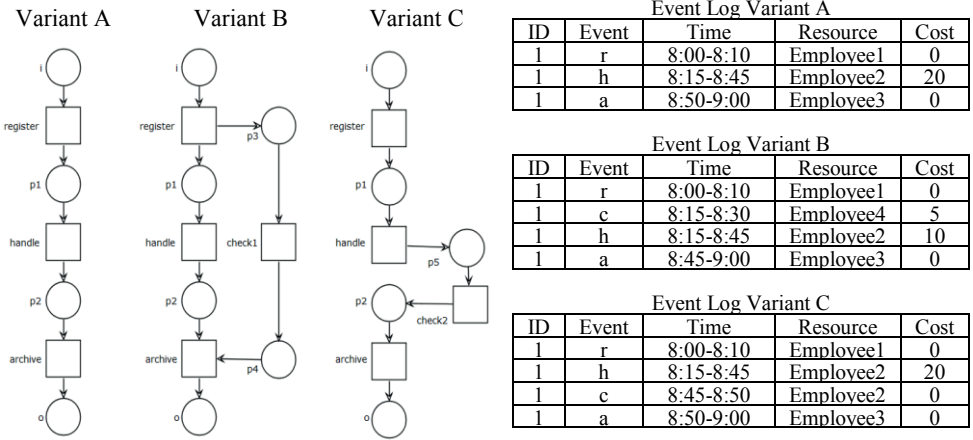 Variant A
Variant B
Variant C
i
register
p1
handle
p2
archive
o
i
register
p3
p1
handle
check1
p2
archive
p4
o
i
register
p1
handle
p5
p2
check2
archive
o
Event Log Variant A
ID Event Time Resource Cost
1 r 8:00-8:10 Employee1 0
1 h 8:15-8:45 Employee2 20
1 a 8:50-9:00 Employee3 0
Event Log Variant B
ID Event Time Resource Cost
1 r 8:00-8:10 Employee1 0
1 c 8:15-8:30 Employee4 5
1 h 8:15-8:45 Employee2 10
1 a 8:45-9:00 Employee3 0
Event Log Variant C
ID Event Time Resource Cost
1 r 8:00-8:10 Employee1 0
1 h 8:15-8:45 Employee2 20
1 c 8:45-8:50 Employee2 0
1 a 8:50-9:00 Employee3 0